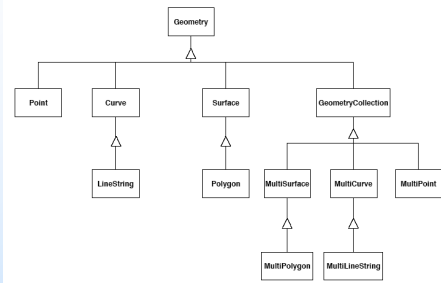 Geometry
Point Curve Surface GeometryCollection
LineString Polygon MultiSurface MultiCurve MultiPoint
MultiPolygon MultiLineString